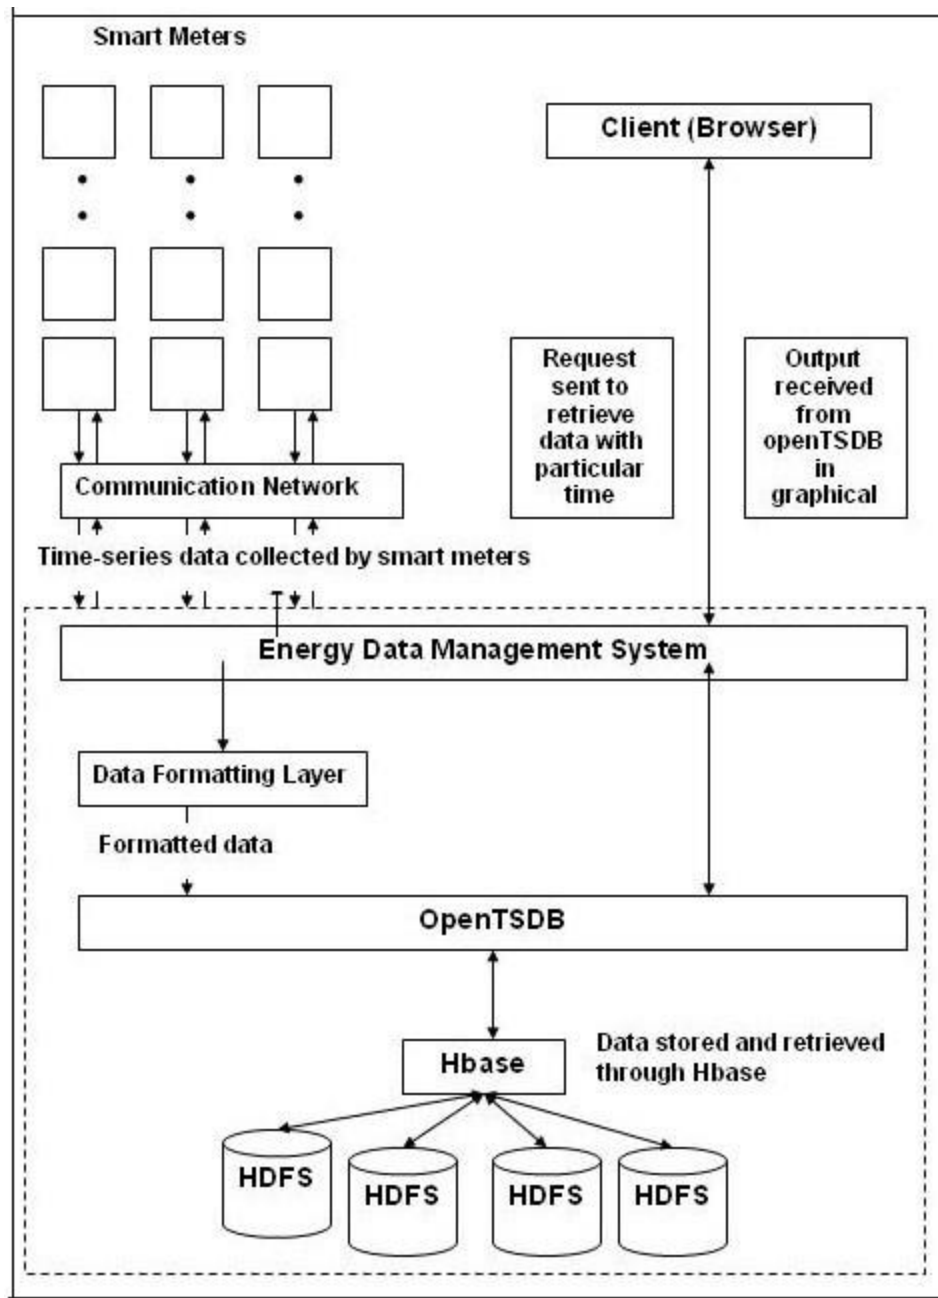 Smart Meters
Client (Browser)
Request
sent to
retrieve
data with
particular
time
Output
received
from
openTSDB
in
graphical
Communication Network
Time-series data collected by smart meters
Energy Data Management System
Data Formatting Layer
Formatted data
OpenTSDB
Hbase
Data stored and retrieved
through Hbase
HDFS
HDFS
HDFS
HDFS